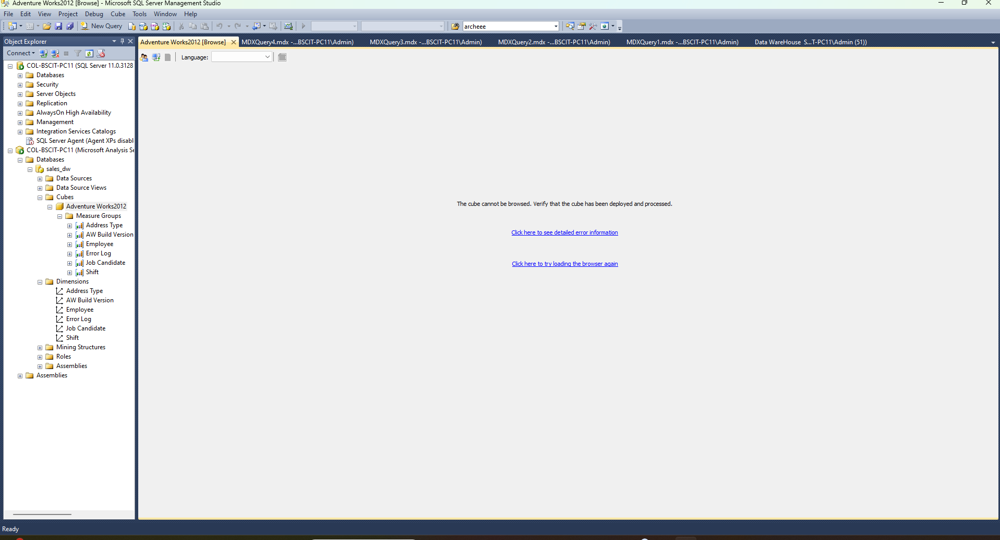 Adventure Works2012 [Browse] - Microsoft SQL Server Management Studio
File Edit View Project Debug Cube Tools Window Help
New Query archeee
Object Explorer
Adventure Works2012 [Browse] MDXQuery4.mdx -...BSCIT-PC11\Admin) MDXQuery3.mdx -...BSCIT-PC11\Admin) MDXQuery2.mdx -...BSCIT-PC11\Admin) MDXQuery1.mdx -...BSCIT-PC11\Admin) Data WareHouse S...T-PC11\Admin (51))
Connect
Language:
COL-BSCIT-PC11 (SQL Server 11.0.3128
Databases
Security
Server Objects
Replication
AlwaysOn High Availability
Management
Integration Services Catalogs
SQL Server Agent (Agent XPs disabl
COL-BSCIT-PC11 (Microsoft Analysis Se
Databases
sales_dw
Data Sources
Data Source Views
Cubes
Adventure Works2012
Measure Groups
Address Type
AW Build Version
Employee
Error Log
Job Candidate
Shift
Dimensions
Address Type
AW Build Version
Employee
Error Log
Job Candidate
Shift
Mining Structures
Roles
Assemblies
Assemblies
The cube cannot be browsed. Verify that the cube has been deployed and processed.
Click here to see detailed error information
Click here to try loading the browser again
Ready